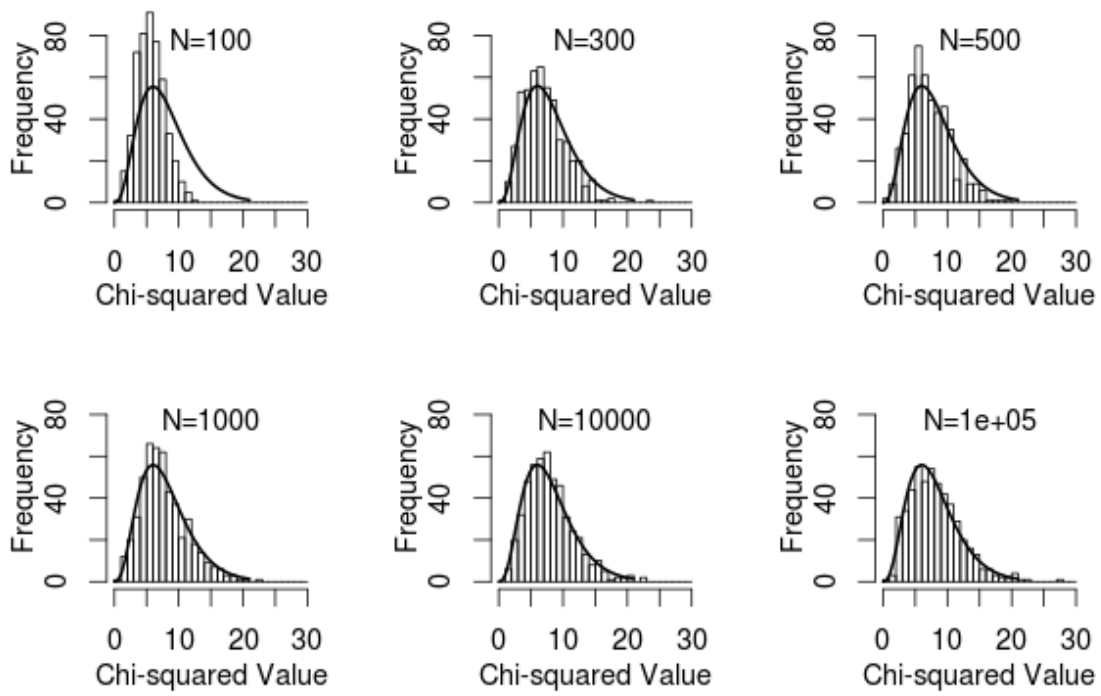 N=100
Frequency
0 40 80
0 10 20 30
Chi-squared Value
N=300
Frequency
0 40 80
0 10 20 30
Chi-squared Value
N=500
Frequency
0 40 80
0 10 20 30
Chi-squared Value
N=1000
Frequency
0 40 80
0 10 20 30
Chi-squared Value
N=10000
Frequency
0 40 80
0 10 20 30
Chi-squared Value
N=1e+05
Frequency
0 40 80
0 10 20 30
Chi-squared Value